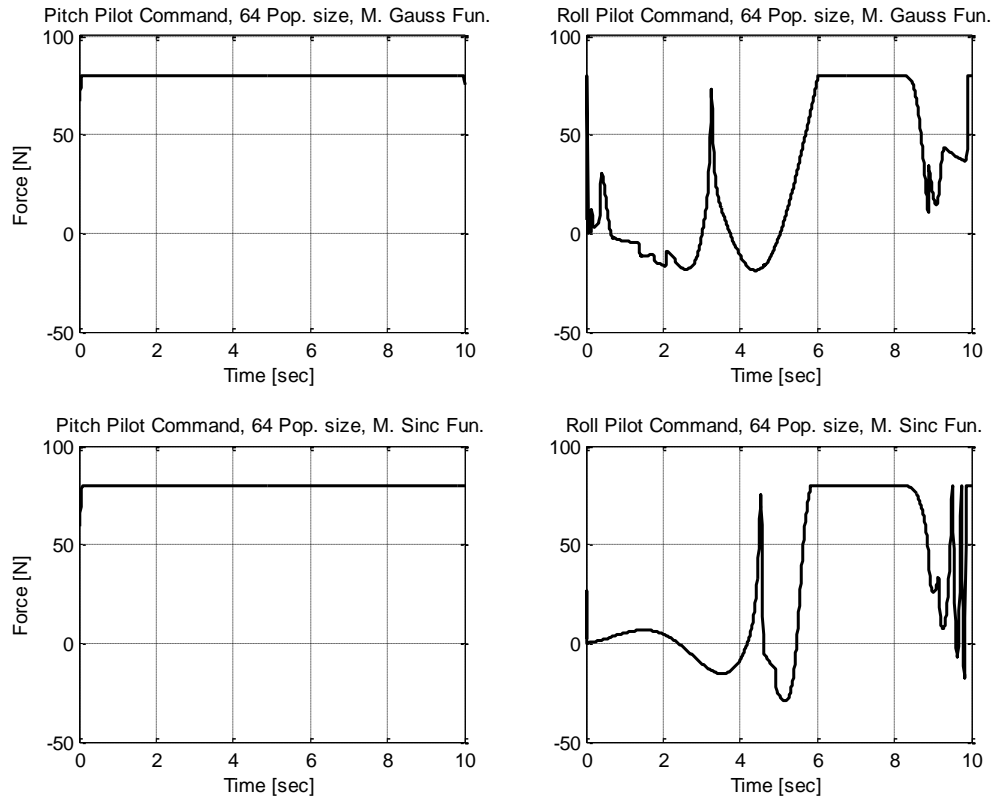 Pitch Pilot Command, 64 Pop. size, M. Gauss Fun.
100
50
0
-50
Force [N]
0 2 4 6 8 10
Time [sec]
Roll Pilot Command, 64 Pop. size, M. Gauss Fun.
100
50
0
-50
0 2 4 6 8 10
Time [sec]
Pitch Pilot Command, 64 Pop. size, M. Sinc Fun.
100
50
0
-50
Force [N]
0 2 4 6 8 10
Time [sec]
Roll Pilot Command, 64 Pop. size, M. Sinc Fun.
100
50
0
-50
0 2 4 6 8 10
Time [sec]